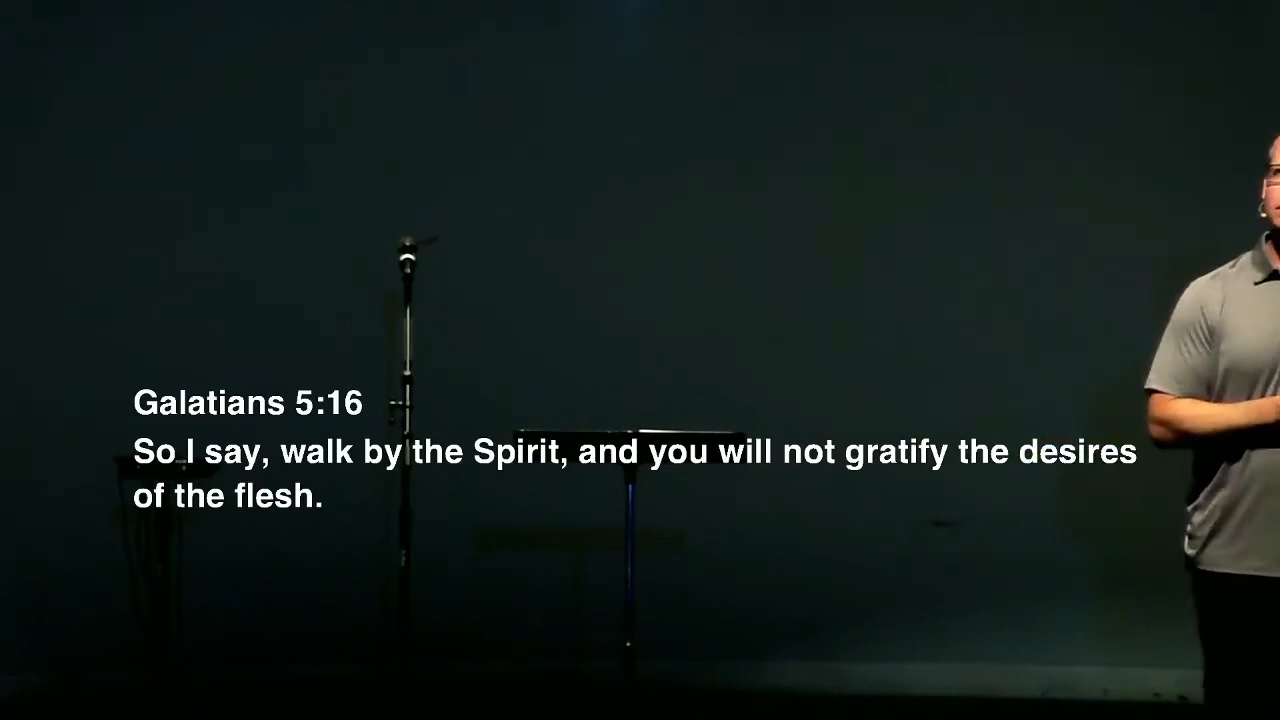 Galatians 5:16
So I say, walk by the Spirit, and you will not gratify the desires
of the flesh.